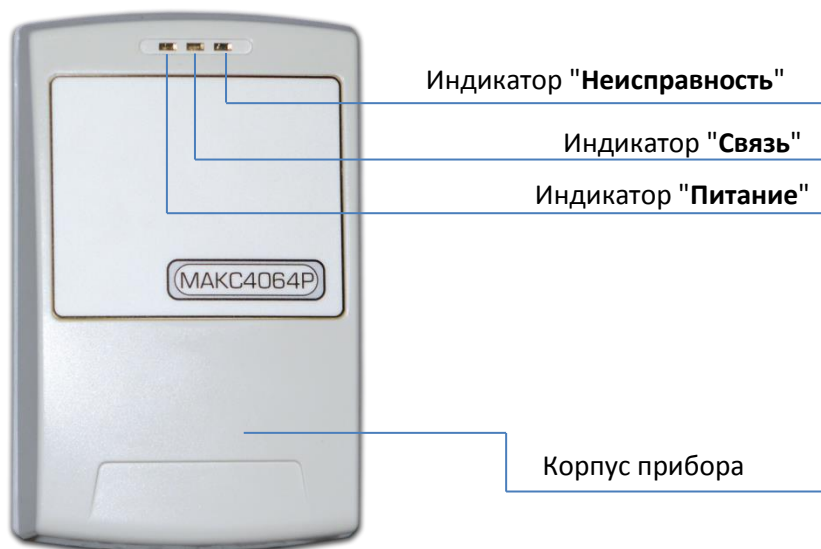 Индикатор "Неисправность"
Индикатор "Связь"
Индикатор "Питание"
МАКС4064Р
Корпус прибора